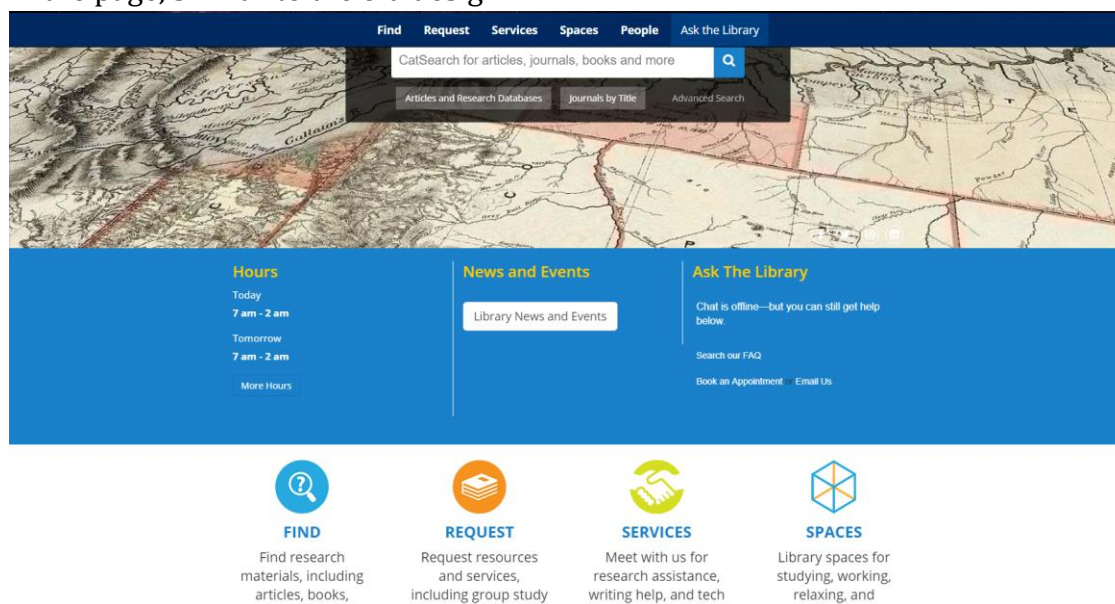 Find Request Services Spaces People Ask the Library
CatSearch for articles, journals, books and more
Articles and Research Databases Journals by Title Advanced Search
Hours
Today
7 am - 2 am
Tomorrow
7 am - 2 am
More Hours
News and Events
Library News and Events
Ask The Library
Chat is offline—but you can still get help
below.
Search our FAQ
Book an Appointment or Email Us
FIND
Find research
materials, including
articles, books,
REQUEST
Request resources
and services,
including group study
SERVICES
Meet with us for
research assistance,
writing help, and tech
SPACES
Library spaces for
studying, working,
relaxing, and